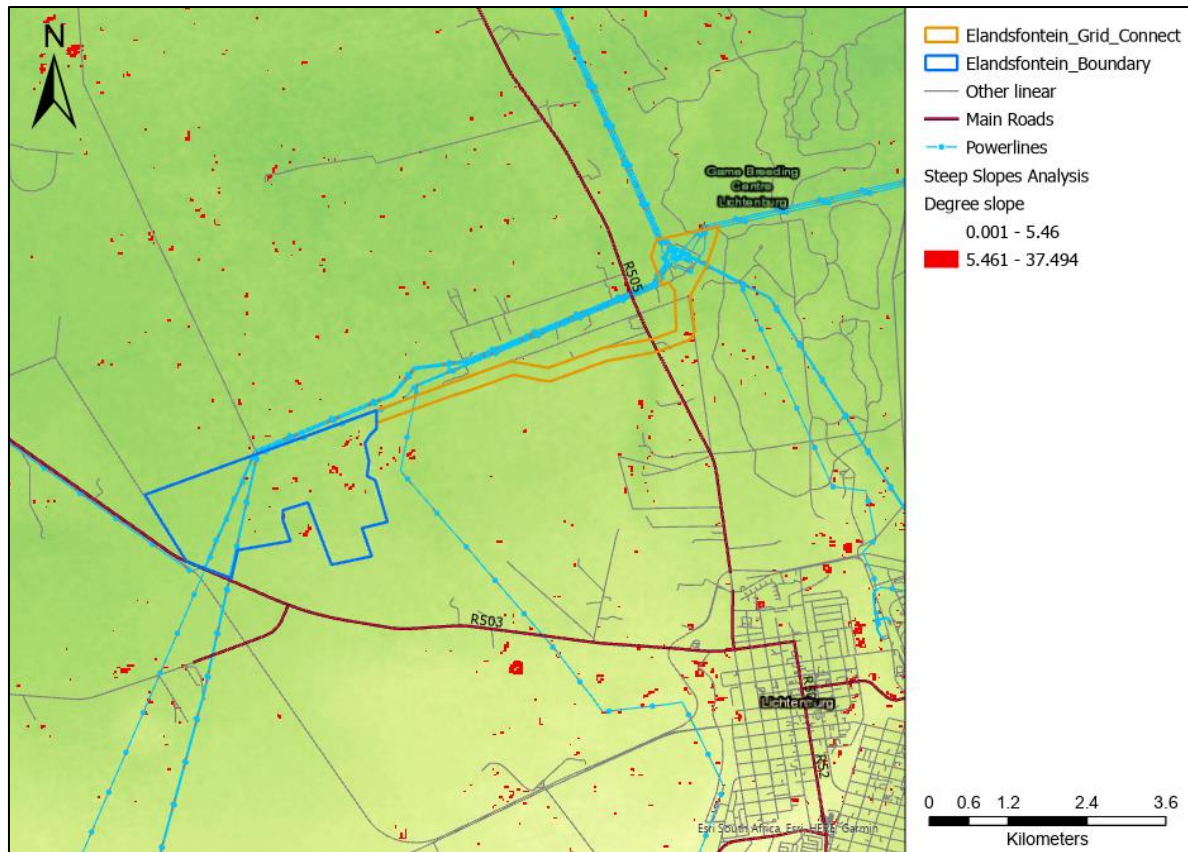 N
Game Breeding
Centre
Lichtenburg
R505
R503
Lichtenburg
R52
Esri South Africa, Esri, HERE, Garmin
Elandsfontein_Grid_Connect
Elandsfontein_Boundary
Other linear
Main Roads
Powerlines
Steep Slopes Analysis
Degree slope
0.001 - 5.46
5.461 - 37.494
0 0.6 1.2 2.4 3.6
Kilometers